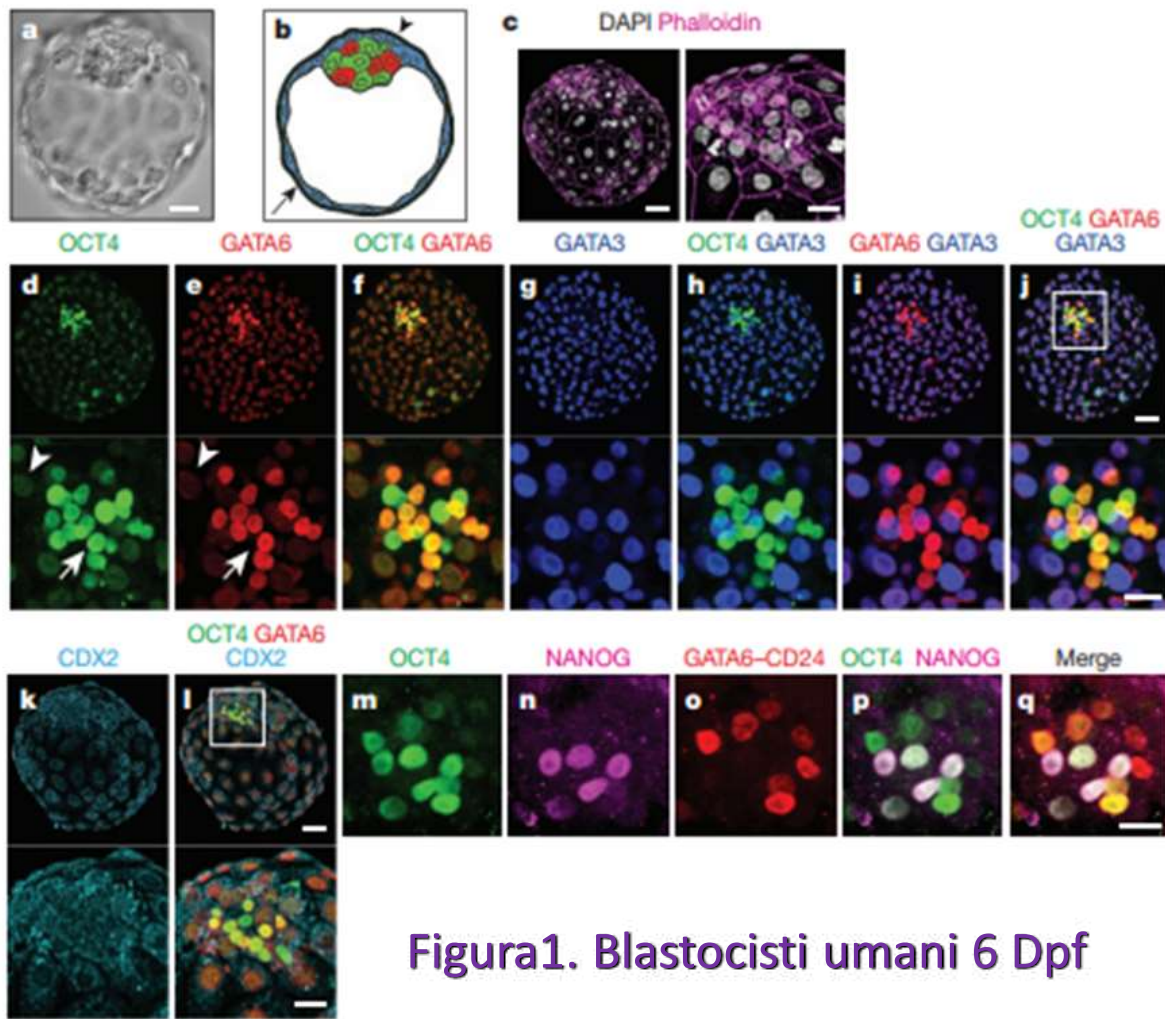 a
b
c
DAPI Phalloidin
OCT4
GATA6
OCT4 GATA6
GATA3
OCT4 GATA3
GATA6 GATA3
OCT4 GATA6
GATA3
d
e
f
g
h
i
j
CDX2
OCT4 GATA6
CDX2
OCT4
NANOG
GATA6–CD24
OCT4 NANOG
Merge
k
l
m
n
o
p
q
Figura1. Blastocisti umani 6 Dpf